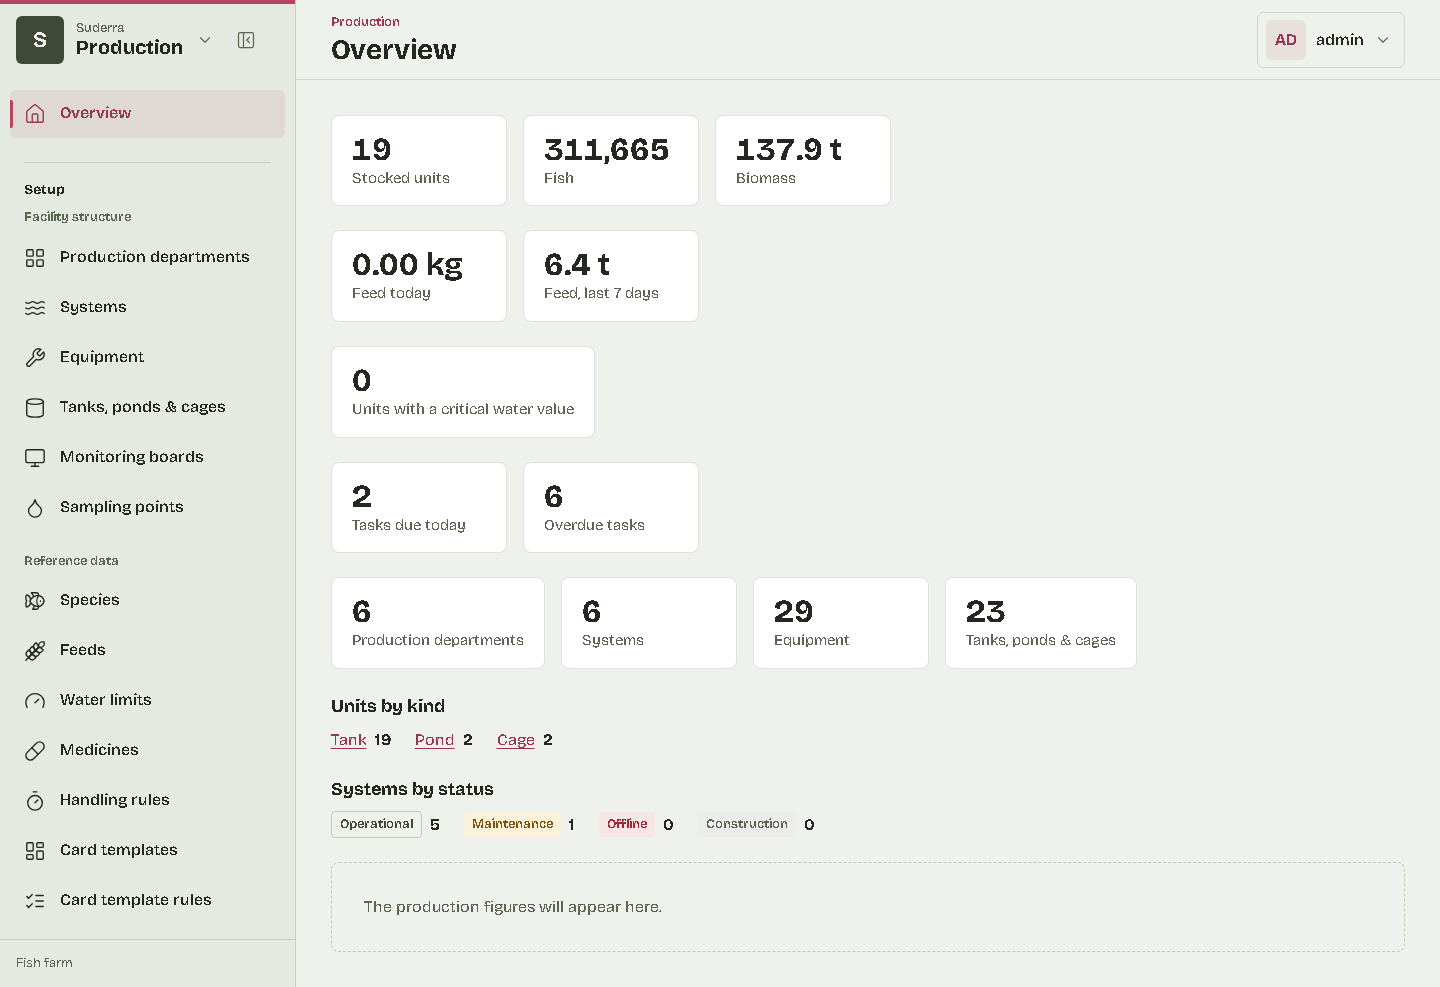 S
Suderra
Production
Overview
Setup
Facility structure
Production departments
Systems
Equipment
Tanks, ponds & cages
Monitoring boards
Sampling points
Reference data
Species
Feeds
Water limits
Medicines
Handling rules
Card templates
Card template rules
Fish farm
Production
Overview
AD admin
19
Stocked units
311,665
Fish
137.9 t
Biomass
0.00 kg
Feed today
6.4 t
Feed, last 7 days
0
Units with a critical water value
2
Tasks due today
6
Overdue tasks
6
Production departments
6
Systems
29
Equipment
23
Tanks, ponds & cages
Units by kind
Tank 19 Pond 2 Cage 2
Systems by status
Operational 5 Maintenance 1 Offline 0 Construction 0
The production figures will appear here.